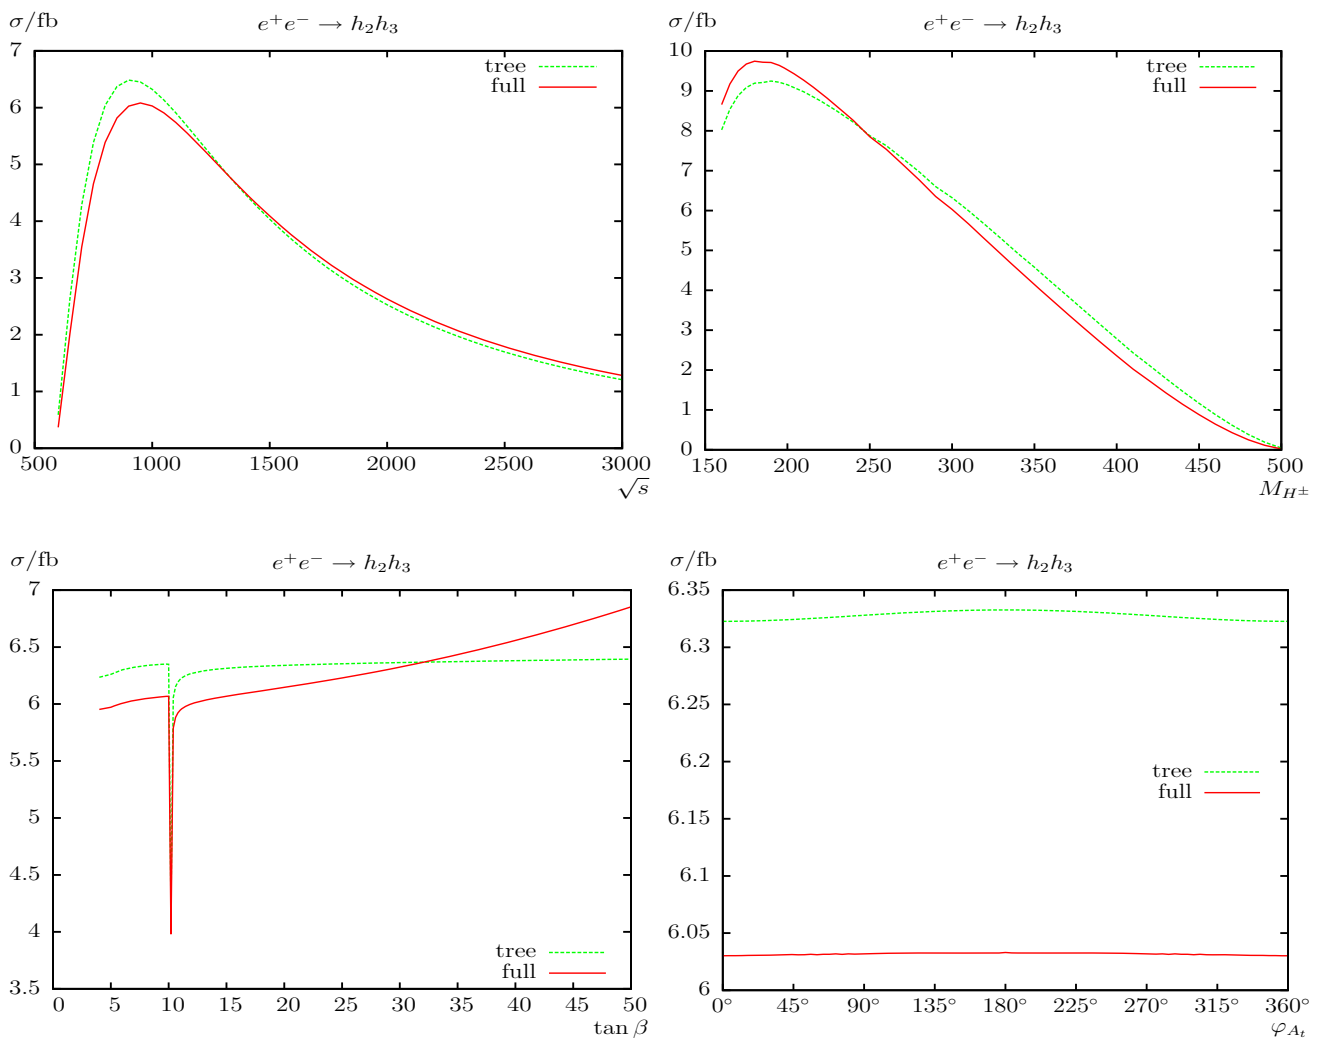 σ/fb
e⁺e⁻ → h₂h₃
7
6
5
4
3
2
1
0
500 1000 1500 2000 2500 3000
√s
tree
full
σ/fb
e⁺e⁻ → h₂h₃
10
9
8
7
6
5
4
3
2
1
0
150 200 250 300 350 400 450 500
M_{H^±}
tree
full
σ/fb
e⁺e⁻ → h₂h₃
7
6.5
6
5.5
5
4.5
4
3.5
0 5 10 15 20 25 30 35 40 45 50
tan β
tree
full
σ/fb
e⁺e⁻ → h₂h₃
6.35
6.3
6.25
6.2
6.15
6.1
6.05
6
0° 45° 90° 135° 180° 225° 270° 315° 360°
φ_{A_t}
tree
full